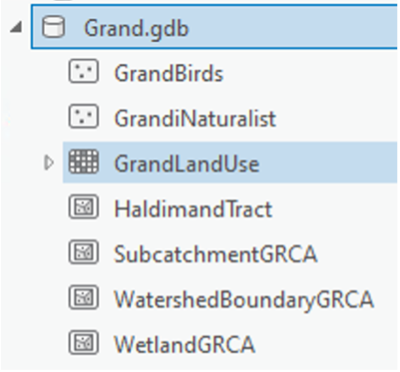 Grand.gdb
GrandBirds
GrandiNaturalist
GrandLandUse
HaldimandTract
SubcatchmentGRCA
WatershedBoundaryGRCA
WetlandGRCA